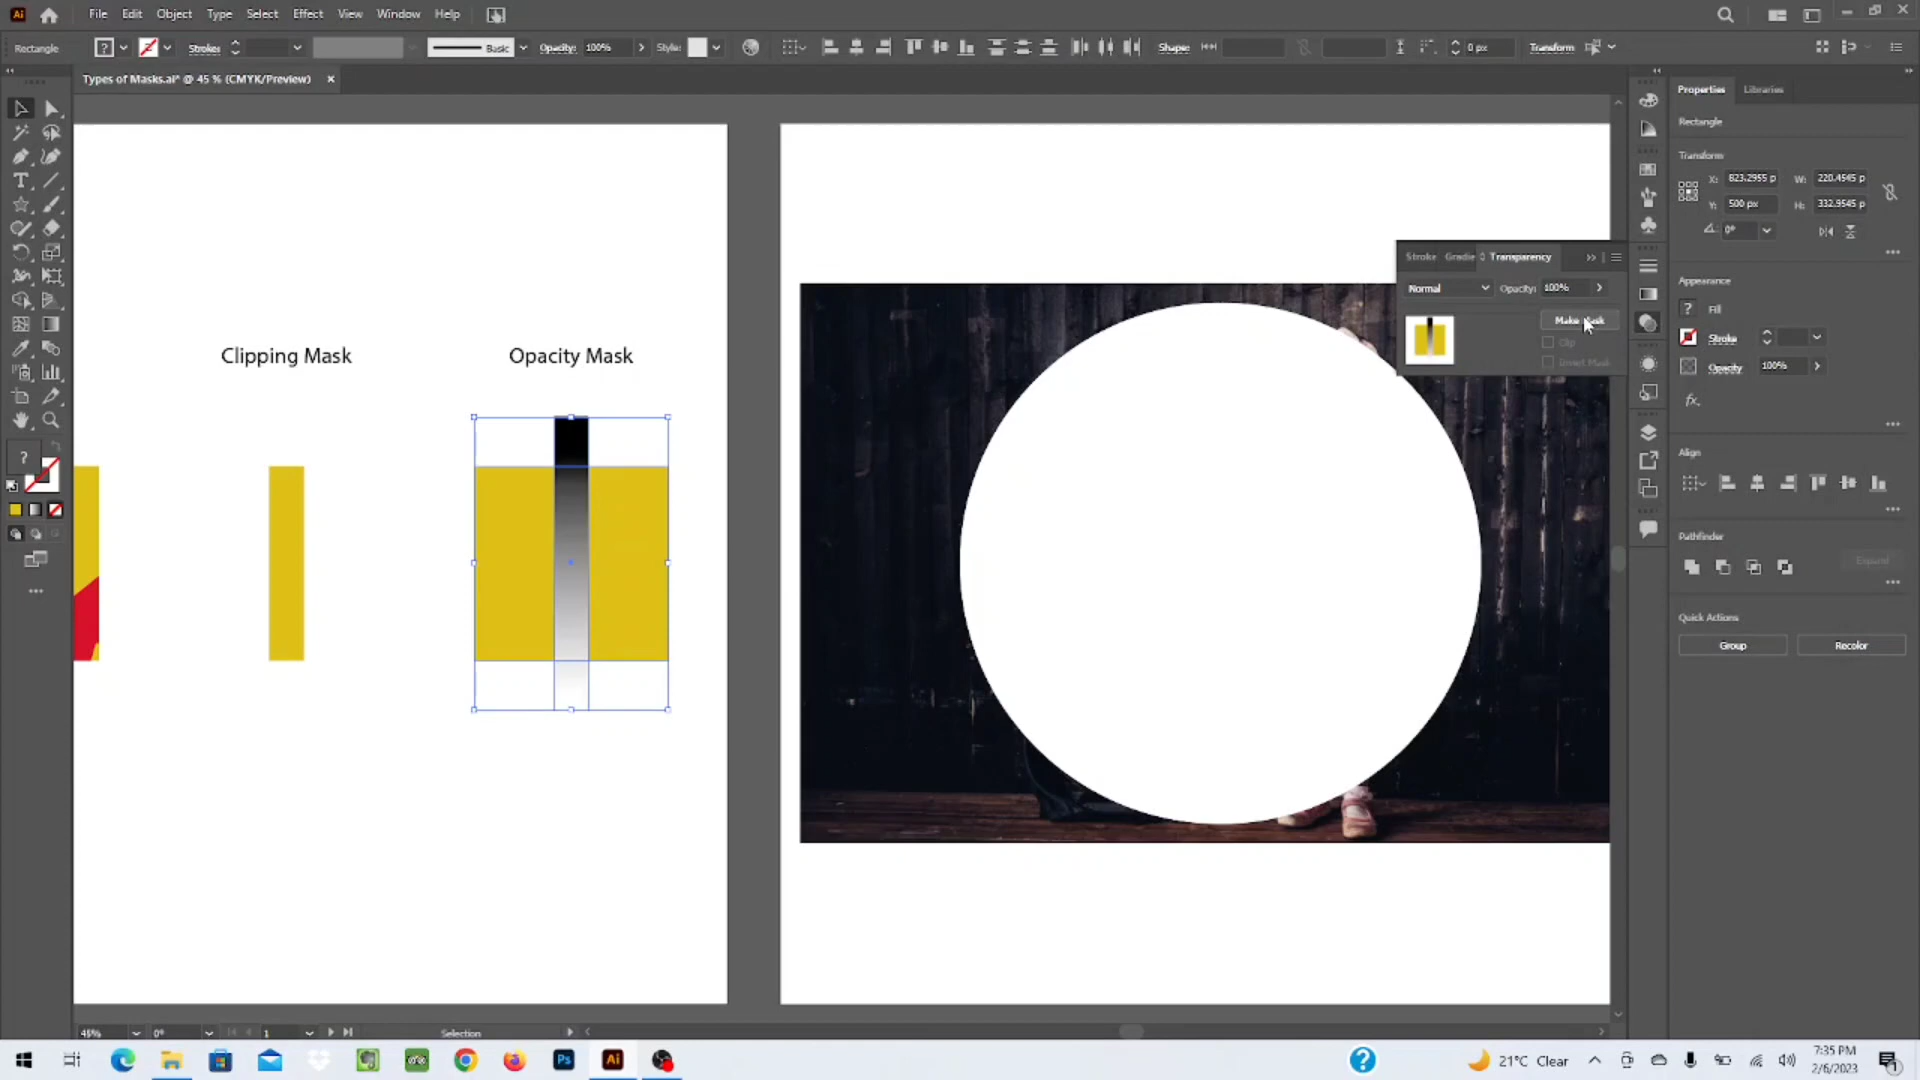 File Edit Object Type Select Effect View Window Help
Rectangle Stroke: Basic Opacity: 100% Style: Shape: 0 px Transform
Types of Masks.ai* @ 45 % (CMYK/Preview) ×
Properties Libraries
Rectangle
Transform
X: 823.2955 p W: 220.4545 p
Y: 500 px H: 332.9545 p
0°
Stroke Gradie Transparency
Normal Opacity: 100%
Make Mask
Clip
Invert Mask
Appearance
Fill
Stroke
Opacity 100%
fx.
Clipping Mask Opacity Mask
Align
Pathfinder
Expand
Quick Actions
Group Recolor
45% 0° 1 Selection
21°C Clear
7:35 PM
2/6/2023